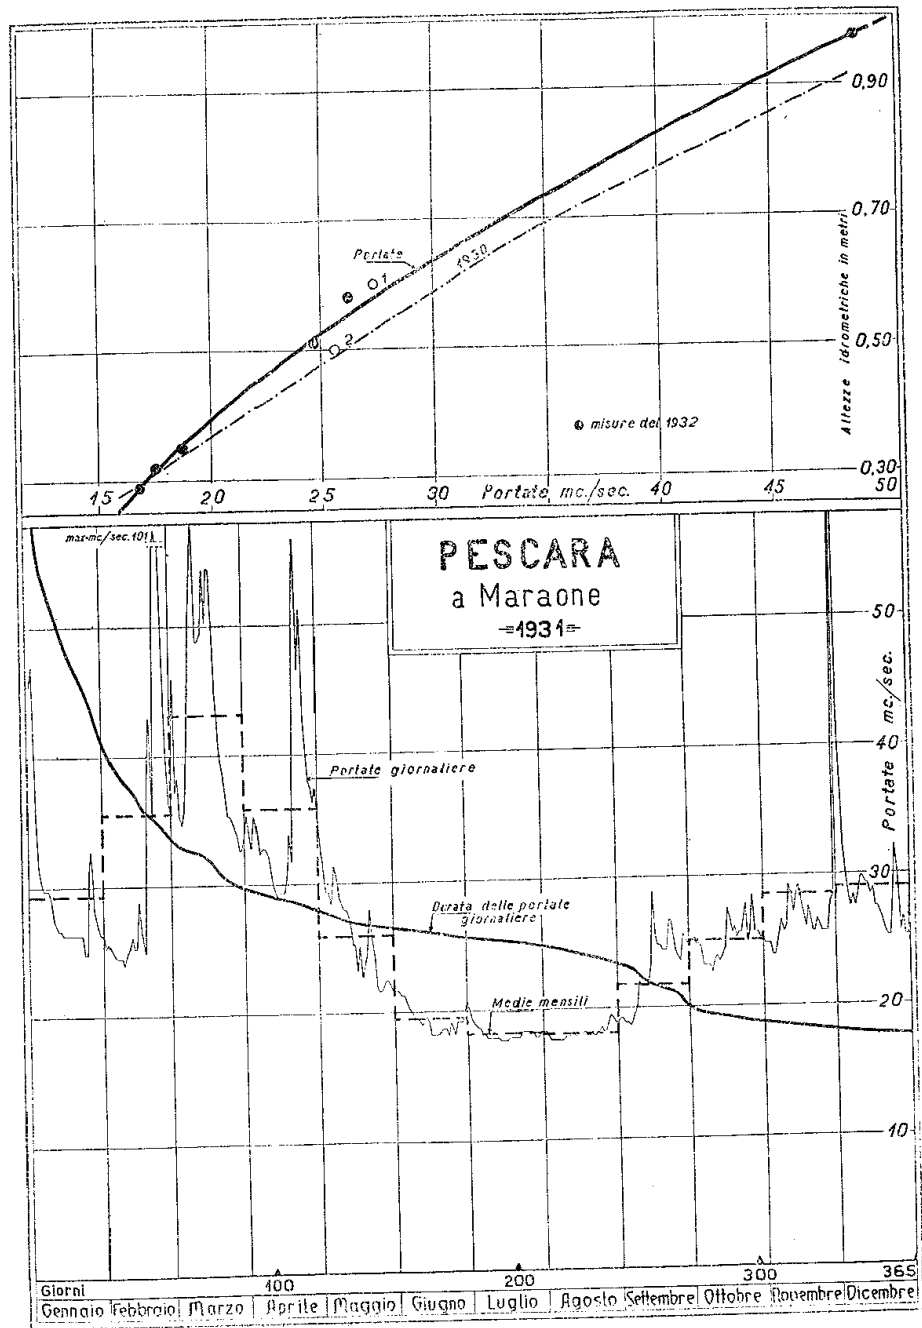 0,90
0,70
Altezze idrometriche in metri
Portate
1930
1
2
0,50
misure del 1932
0,30
15 20 25 30 Portate mc./sec. 40 45 50
max-mc/sec. 101
PESCARA
a Maraone
=1931=
50
Portate mc/sec.
40
Portate giornaliere
30
Durata delle portate
giornaliere
20
Medie mensili
10
Giorni 100 200 300 365
Gennaio Febbraio Marzo Aprile Maggio Giugno Luglio Agosto Settembre Ottobre Novembre Dicembre